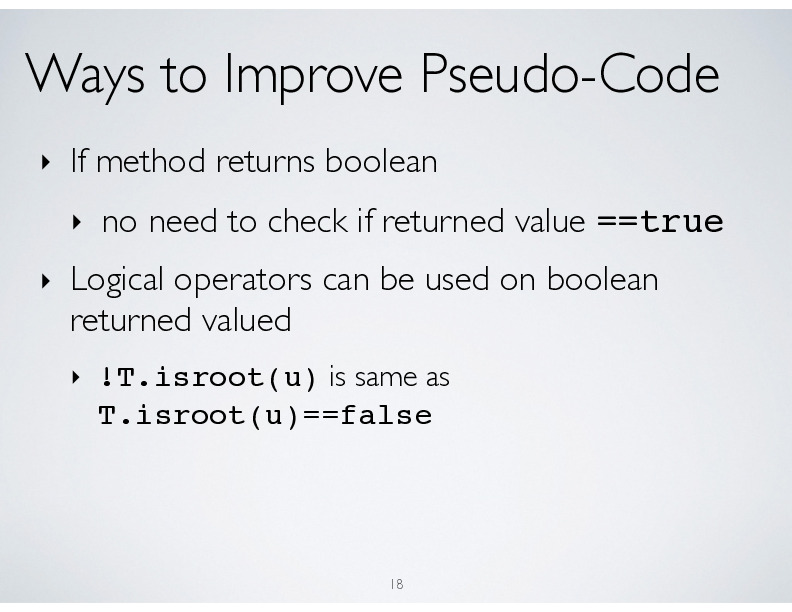 Ways to Improve Pseudo-Code
‣ If method returns boolean
‣ no need to check if returned value ==true
‣ Logical operators can be used on boolean
returned valued
‣ !T.isroot(u) is same as
T.isroot(u)==false
18